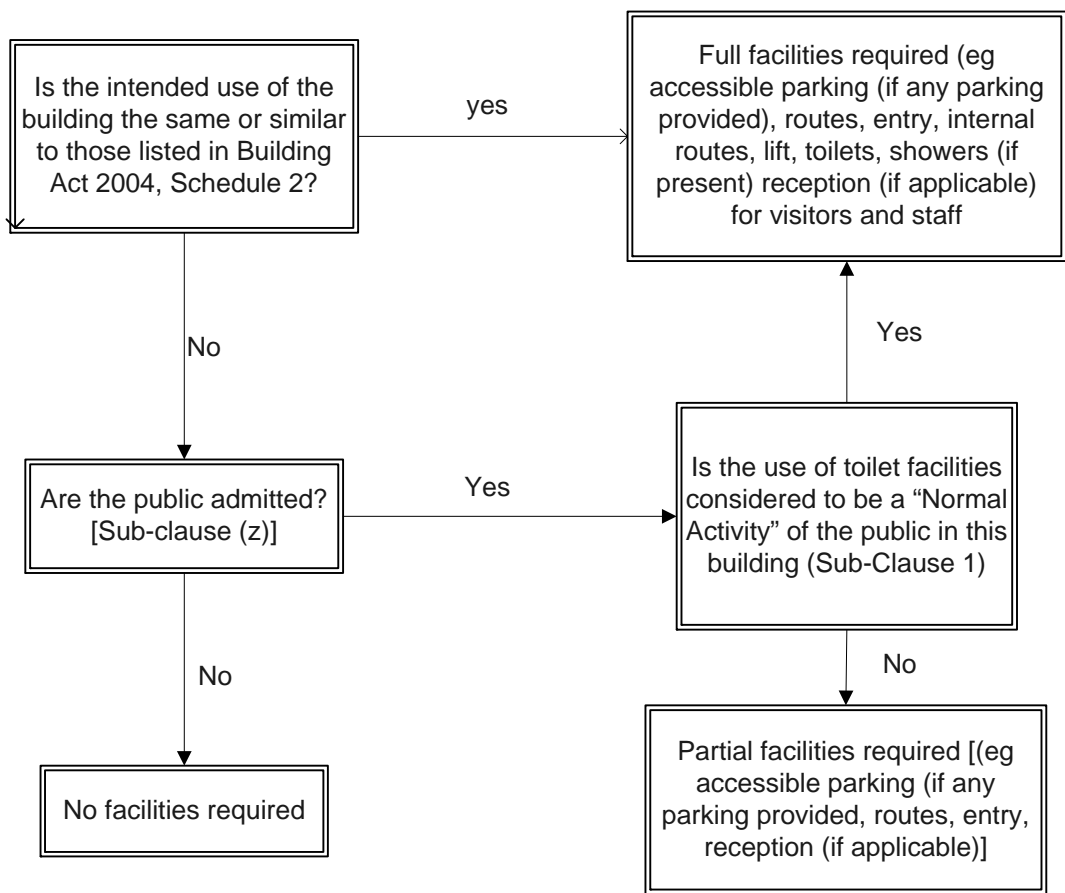 Is the intended use of the
building the same or similar
to those listed in Building
Act 2004, Schedule 2?
yes
Full facilities required (eg
accessible parking (if any parking
provided), routes, entry, internal
routes, lift, toilets, showers (if
present) reception (if applicable)
for visitors and staff
No
Yes
Are the public admitted?
[Sub-clause (z)]
Yes
Is the use of toilet facilities
considered to be a “Normal
Activity” of the public in this
building (Sub-Clause 1)
No
No
No facilities required
Partial facilities required [(eg
accessible parking (if any
parking provided, routes, entry,
reception (if applicable)]